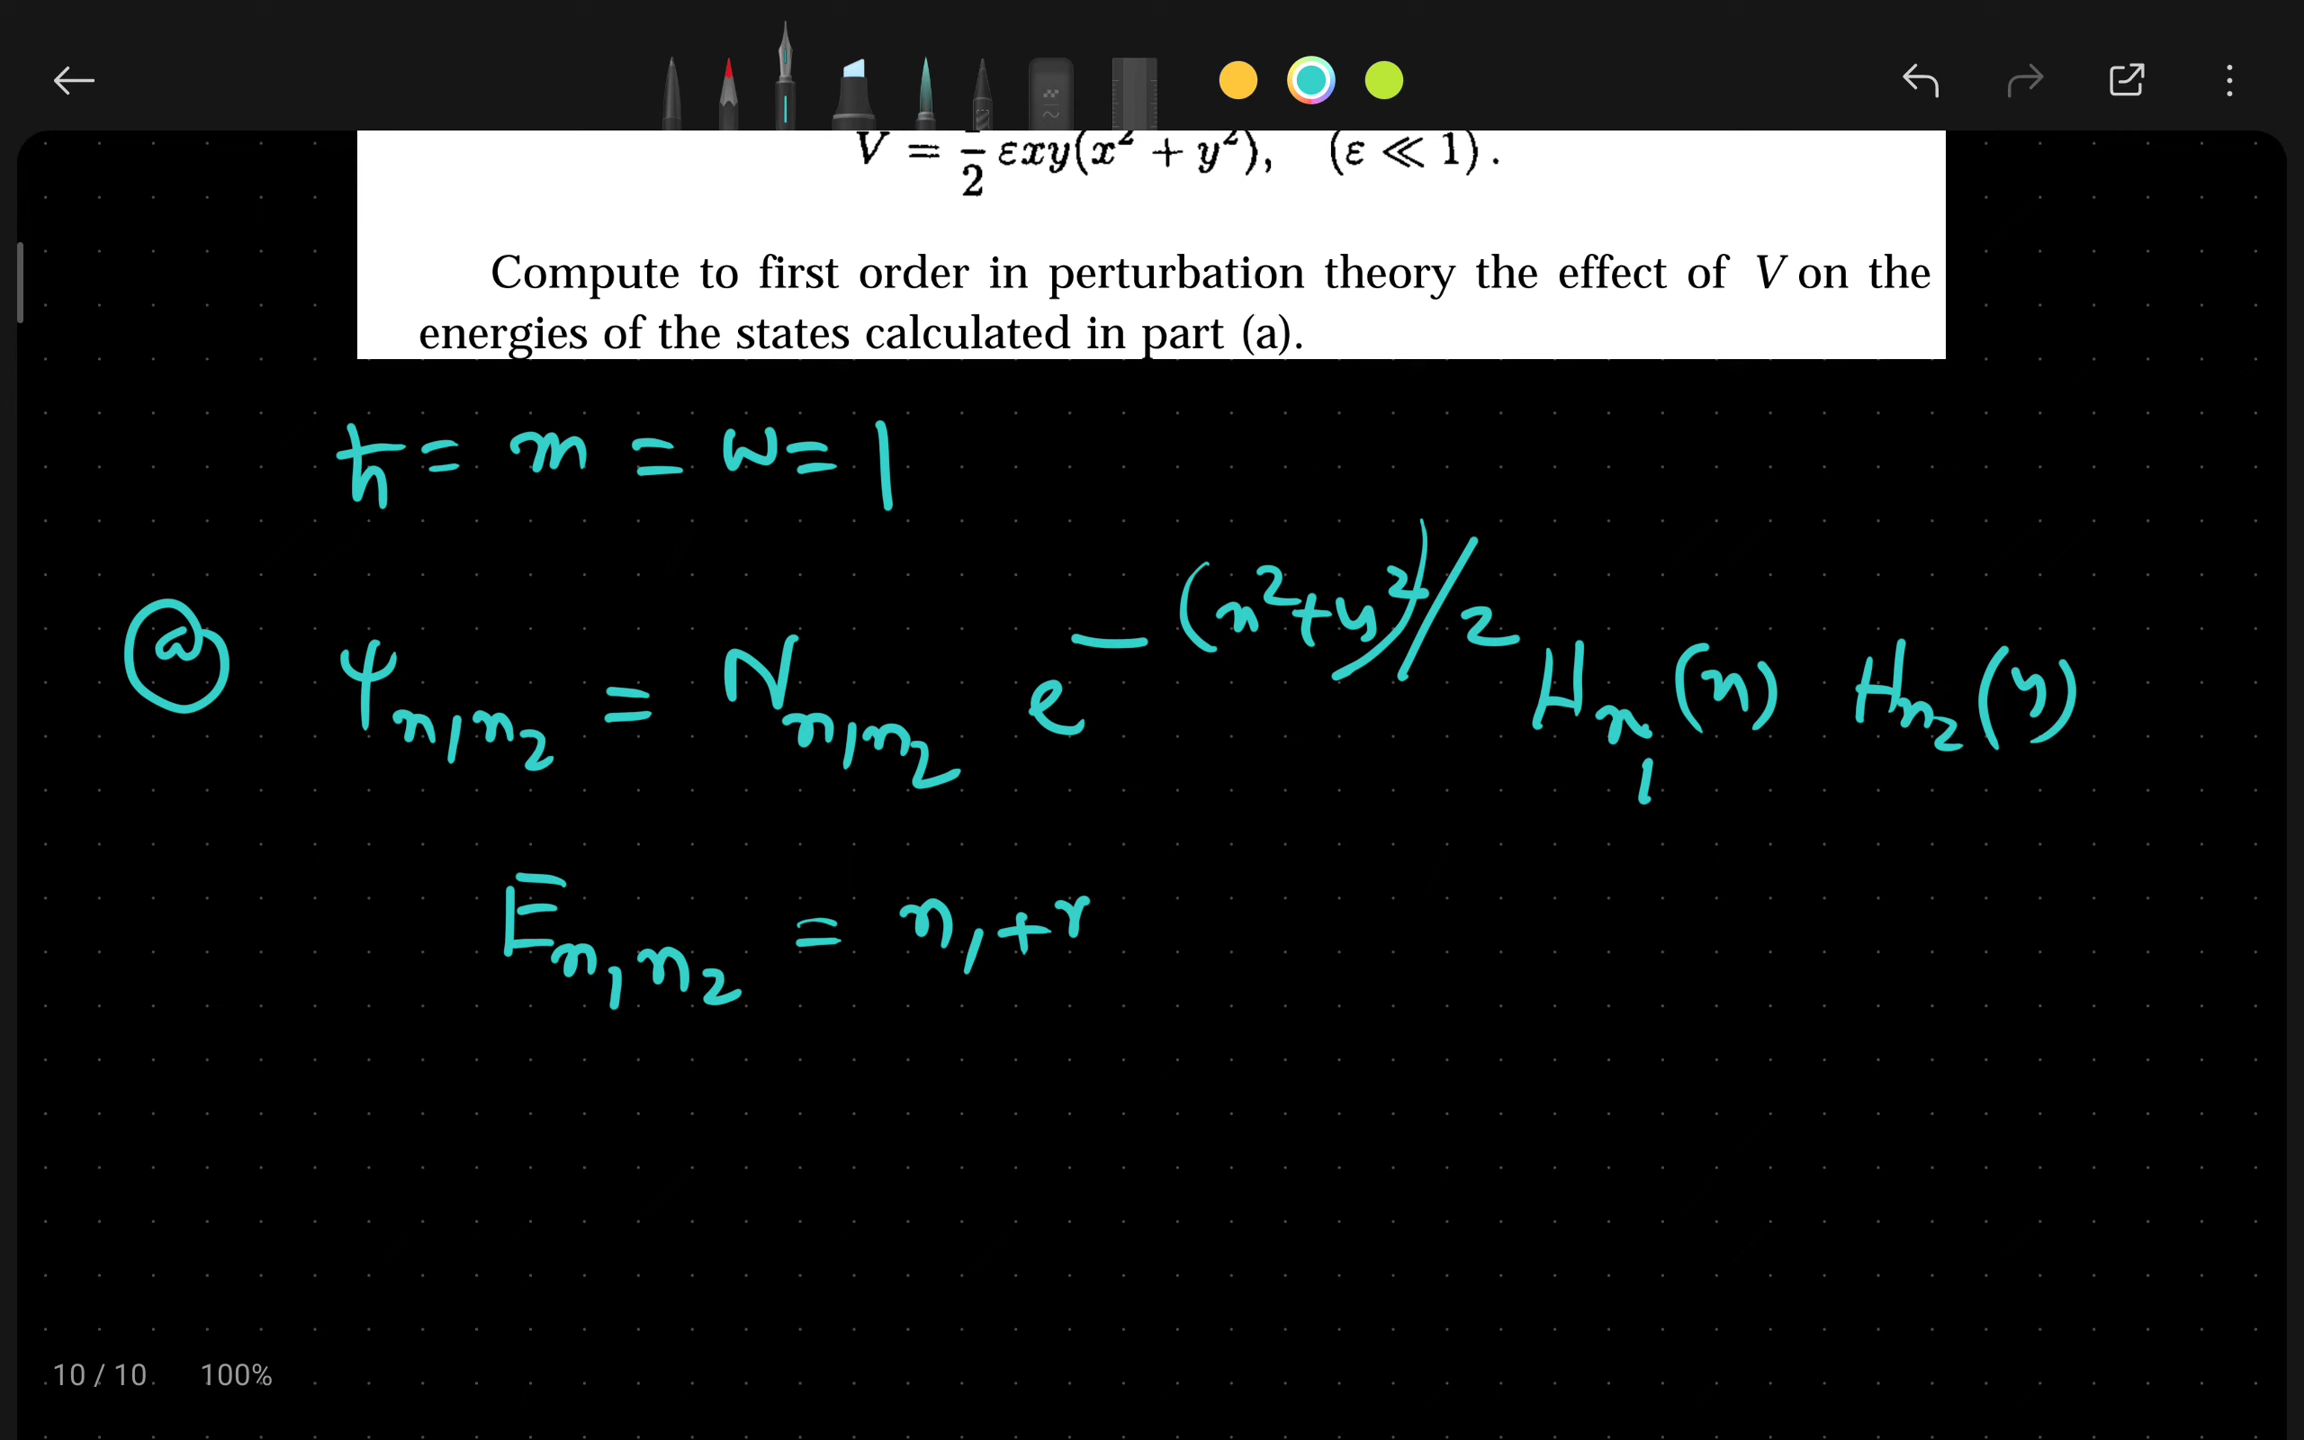 V = 1/2 εxy(x² + y²), (ε ≪ 1).
Compute to first order in perturbation theory the effect of V on the
energies of the states calculated in part (a).
ħ = m = ω = 1
(a) ψ_{n₁n₂} = N_{n₁n₂} e^{-(x²+y²)/2} H_{n₁}(x) H_{n₂}(y)
E_{n₁n₂} = n₁ + r
10 / 10 100%